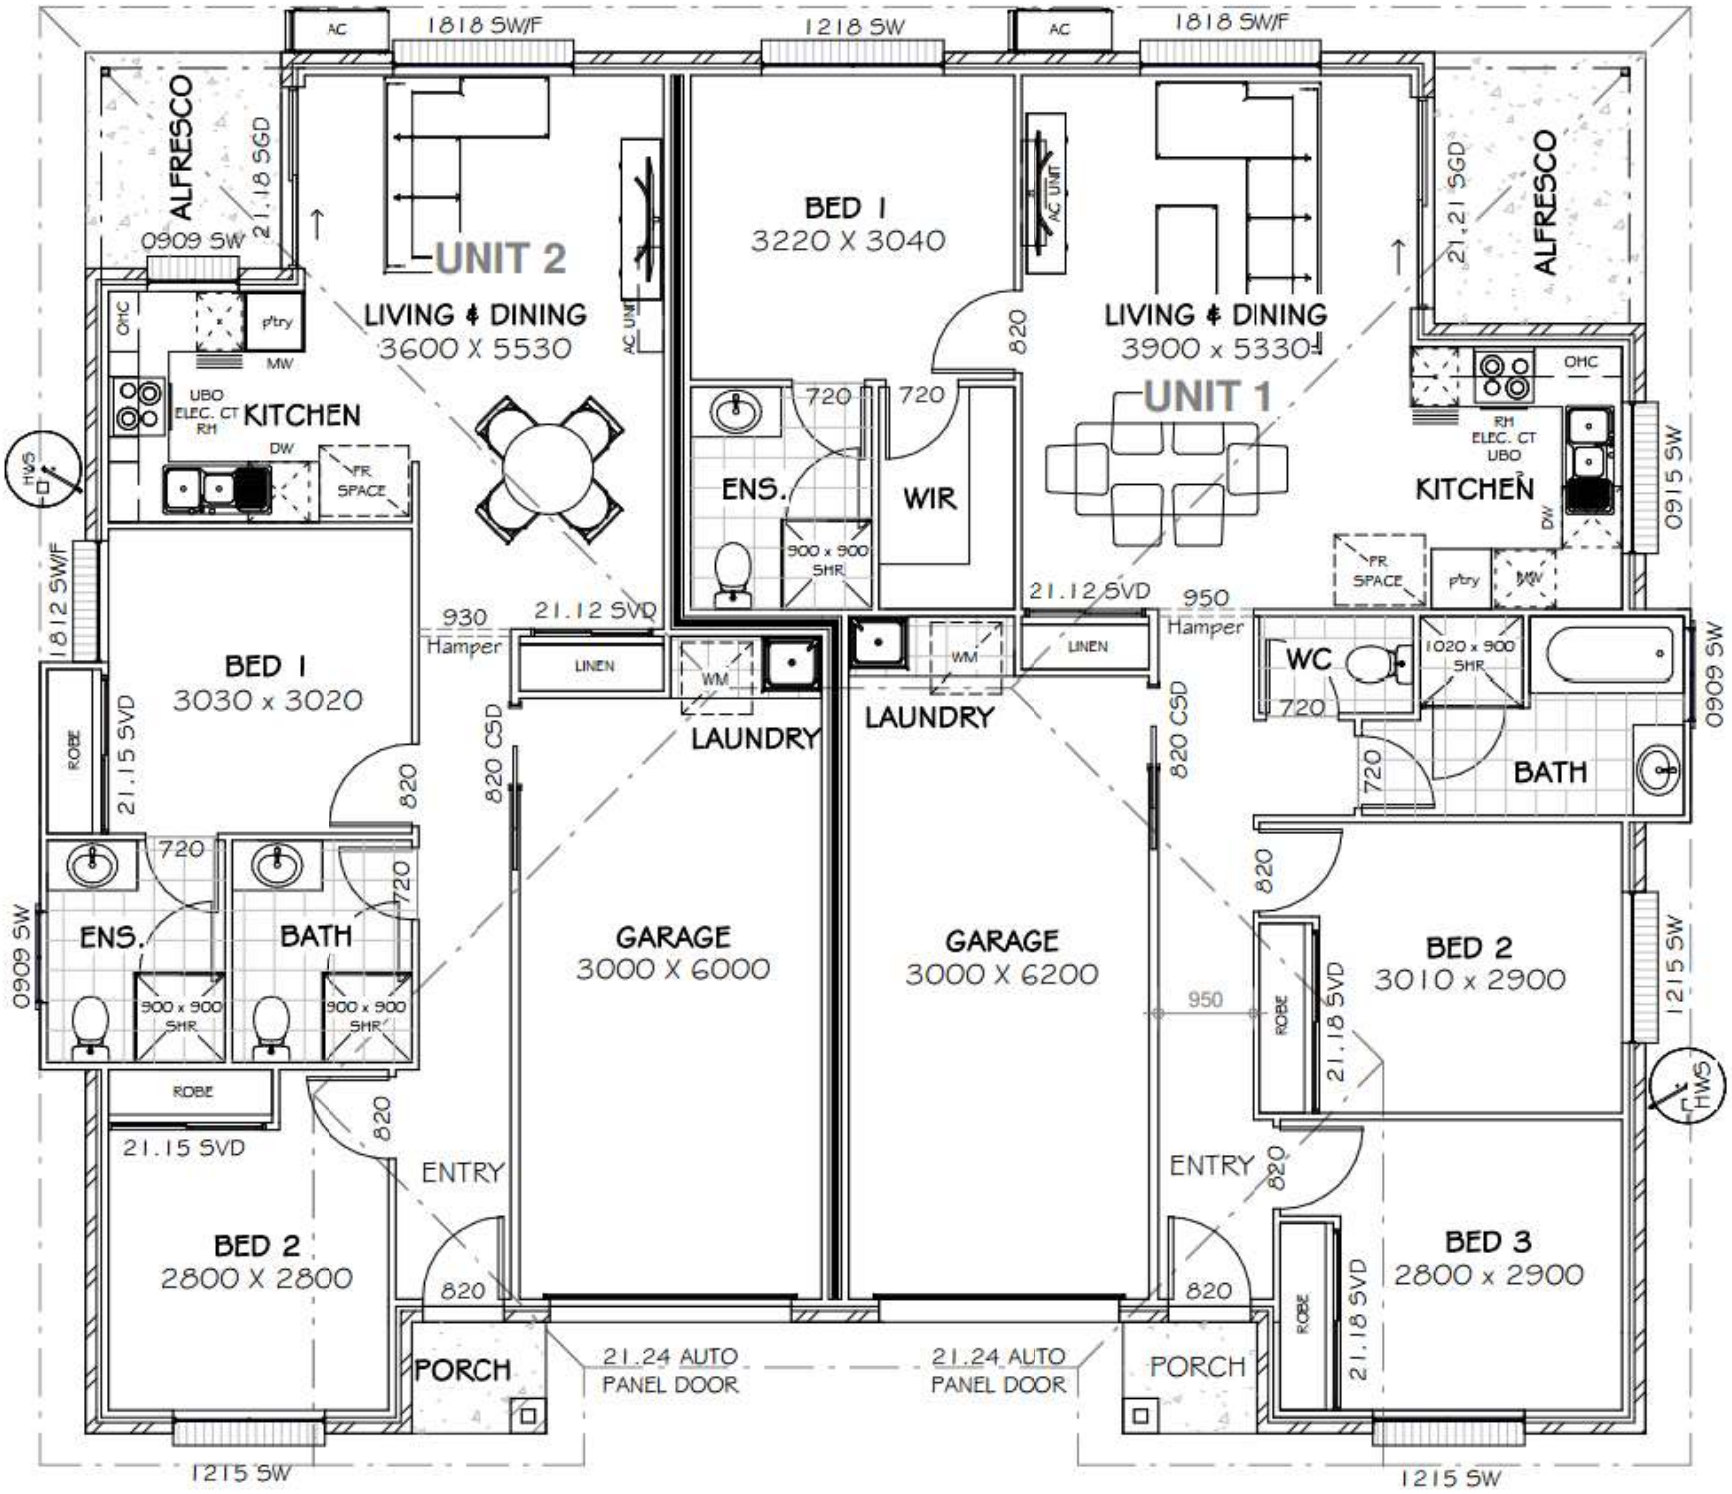 AC
1818 SW/F
1218 SW
AC
1818 SW/F
ALFRESCO
21.18 SGD
0909 SW
UNIT 2
LIVING & DINING
3600 X 5530
AC UNIT
BED 1
3220 X 3040
820
AC UNIT
LIVING & DINING
3900 x 5330
UNIT 1
21.21 SGD
ALFRESCO
OHC
p'try
MW
UBO
ELEC. CT
RH
KITCHEN
DW
FR
SPACE
HWS
720
720
ENS.
WIR
900 x 900
SHR
OHC
RH
ELEC. CT
UBO
KITCHEN
DW
FR
SPACE
p'try
MW
0915 SW
1812 SW/F
930
Hamper
21.12 SVD
LINEN
WM
LAUNDRY
WM
LAUNDRY
21.12 SVD
LINEN
950
Hamper
WC
720
1020 x 900
SHR
0909 SW
BED 1
3030 x 3020
ROBE
21.15 SVD
820
820 CSD
820 CSD
720
BATH
720
720
ENS.
BATH
0909 SW
900 x 900
SHR
900 x 900
SHR
GARAGE
3000 X 6000
GARAGE
3000 X 6200
950
820
ROBE
21.18 SVD
BED 2
3010 x 2900
1215 SW
HWS
ROBE
21.15 SVD
820
ENTRY
BED 2
2800 X 2800
820
ENTRY
820
820
BED 3
2800 x 2900
ROBE
21.18 SVD
PORCH
21.24 AUTO
PANEL DOOR
21.24 AUTO
PANEL DOOR
PORCH
1215 SW
1215 SW